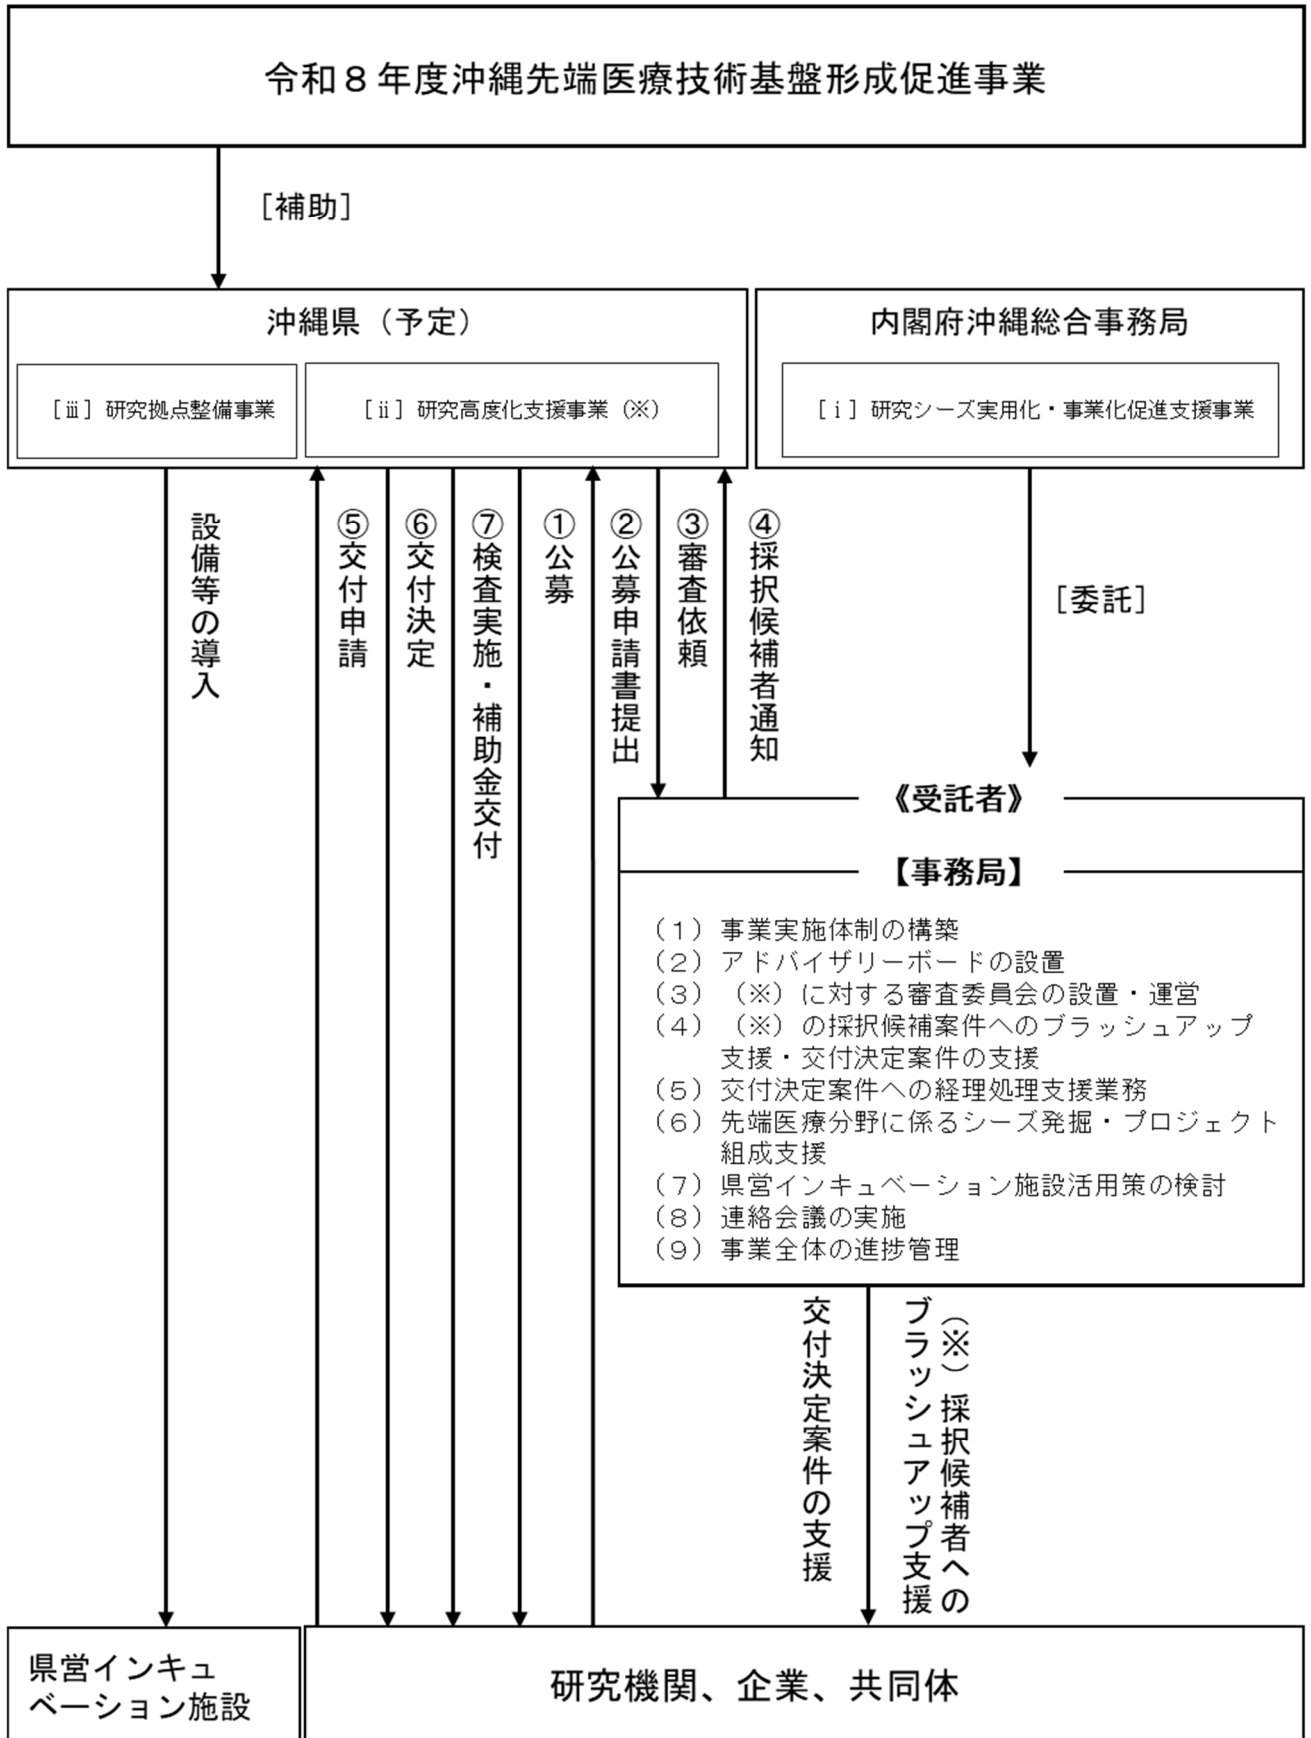 令和８年度沖縄先端医療技術基盤形成促進事業
［補助］
沖縄県（予定）
［ⅲ］研究拠点整備事業
［ⅱ］研究高度化支援事業（※）
内閣府沖縄総合事務局
［ⅰ］研究シーズ実用化・事業化促進支援事業
設備等の導入
⑤交付申請
⑥交付決定
⑦検査実施・補助金交付
①公募
②公募申請書提出
③審査依頼
④採択候補者通知
［委託］
《受託者》
【事務局】
（１）事業実施体制の構築
（２）アドバイザリーボードの設置
（３）（※）に対する審査委員会の設置・運営
（４）（※）の採択候補案件へのブラッシュアップ
支援・交付決定案件の支援
（５）交付決定案件への経理処理支援業務
（６）先端医療分野に係るシーズ発掘・プロジェクト
組成支援
（７）県営インキュベーション施設活用策の検討
（８）連絡会議の実施
（９）事業全体の進捗管理
交付決定案件の支援
（※）採択候補者への
ブラッシュアップ支援
県営インキュ
ベーション施設
研究機関、企業、共同体